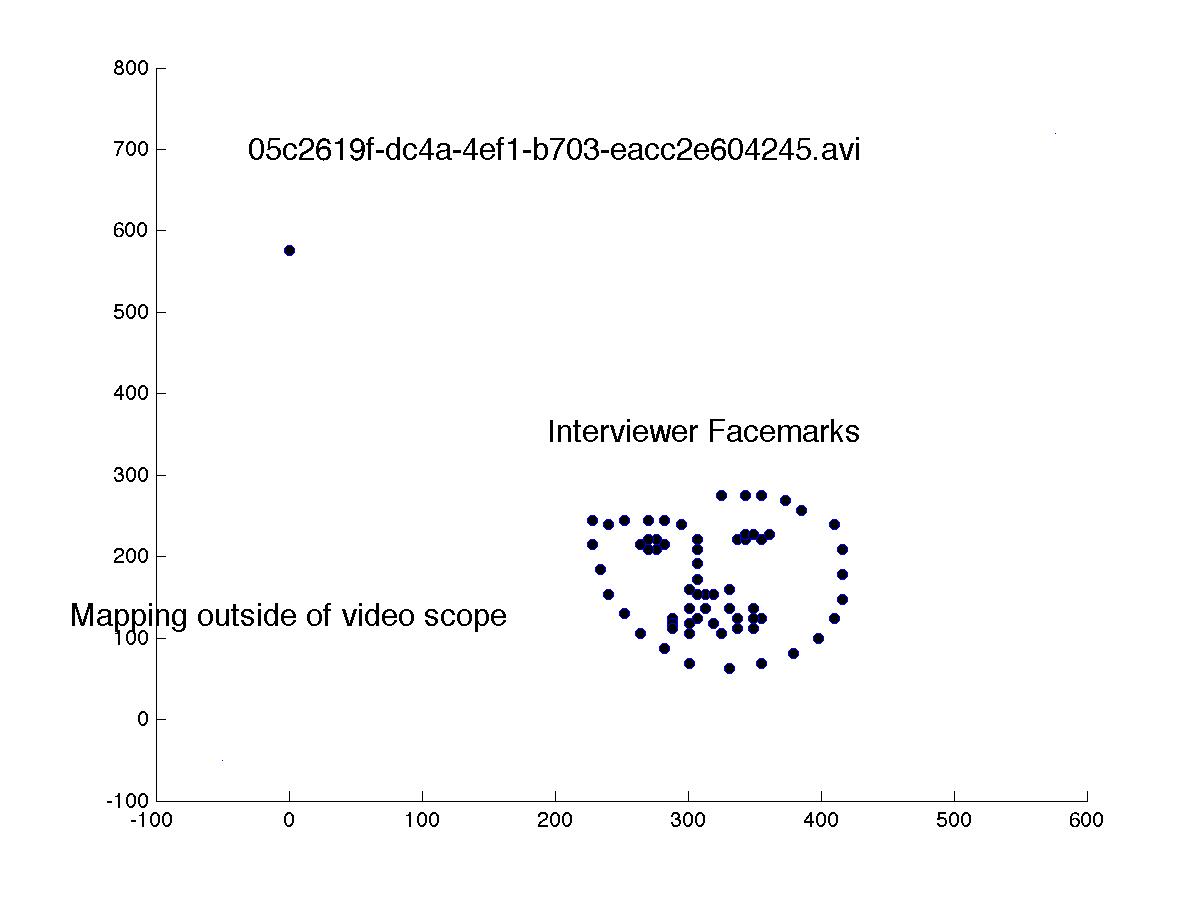 800
700
05c2619f-dc4a-4ef1-b703-eacc2e604245.avi
600
500
400
Interviewer Facemarks
300
200
Mapping outside of video scope
100
0
-100
-100 0 100 200 300 400 500 600